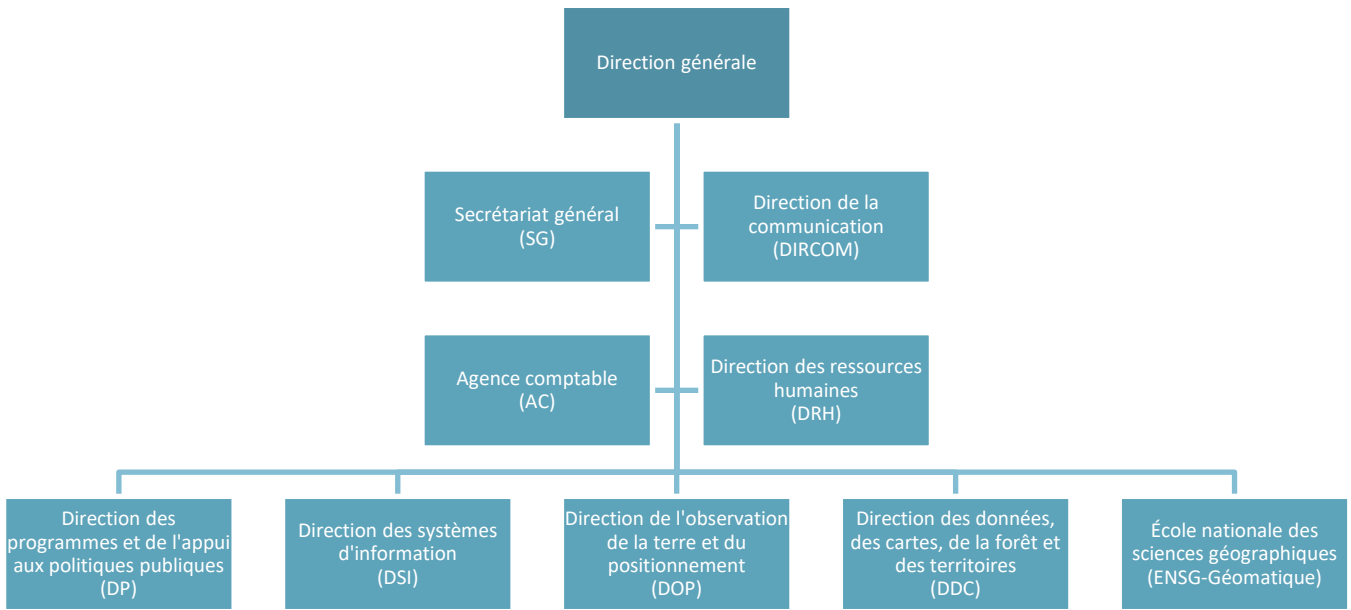 Direction générale
Secrétariat général
(SG)
Direction de la
communication
(DIRCOM)
Agence comptable
(AC)
Direction des ressources
humaines
(DRH)
Direction des
programmes et de l'appui
aux politiques publiques
(DP)
Direction des systèmes
d'information
(DSI)
Direction de l'observation
de la terre et du
positionnement
(DOP)
Direction des données,
des cartes, de la forêt et
des territoires
(DDC)
École nationale des
sciences géographiques
(ENSG-Géomatique)